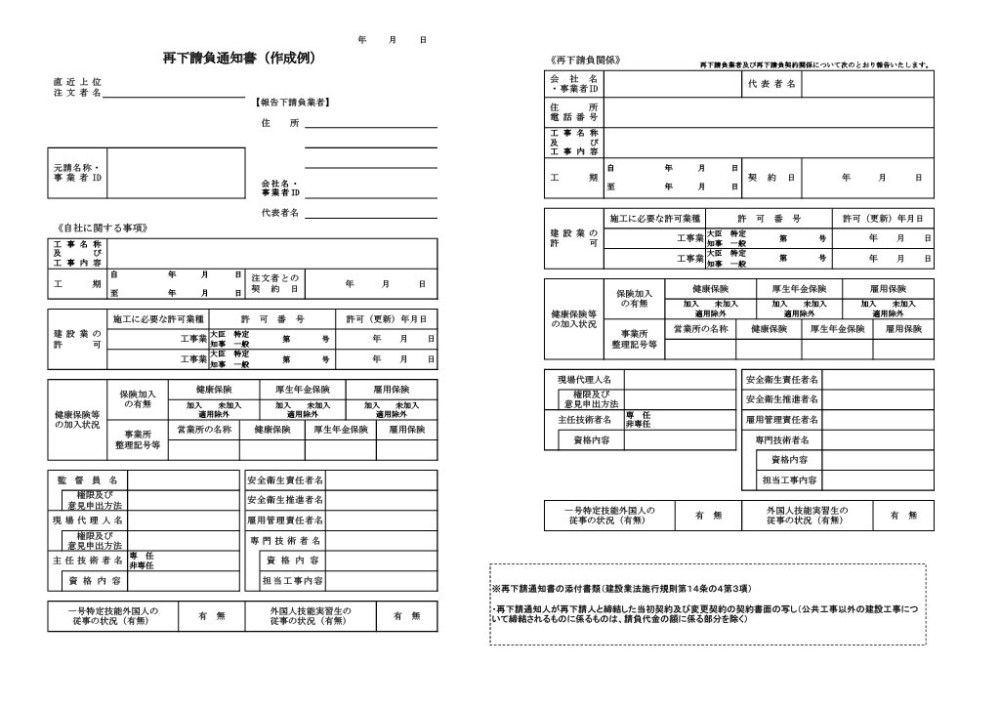 年　　月　　日
再下請負通知書（作成例）
直近上位
注文者名
【報告下請負業者】
住　　所
元請名称・
事業者ID
会社名・
事業者ID
代表者名
《自社に関する事項》
工事名称
及び
工事内容
工　　期
自　　年　　月　　日
至　　年　　月　　日
注文者との
契約日
年　　月　　日
建設業の
許可
施工に必要な許可業種　許可番号　許可（更新）年月日
工事業　大臣　特定
知事　一般　第　　号　年　　月　　日
工事業　大臣　特定
知事　一般　第　　号　年　　月　　日
健康保険等
の加入状況
保険加入
の有無
健康保険　厚生年金保険　雇用保険
加入　未加入　加入　未加入　加入　未加入
適用除外　適用除外　適用除外
事業所
整理記号等
営業所の名称　健康保険　厚生年金保険　雇用保険
監督員名
権限及び
意見申出方法
現場代理人名
権限及び
意見申出方法
主任技術者名　専　任
非専任
資格内容
安全衛生責任者名
安全衛生推進者名
雇用管理責任者名
専門技術者名
資格内容
担当工事内容
一号特定技能外国人の
従事の状況（有無）
有　無
外国人技能実習生の
従事の状況（有無）
有　無
《再下請負関係》
再下請負業者及び再下請負契約関係について次のとおり報告いたします。
会社名
・事業者ID
代表者名
住　　所
電話番号
工事名称
及び
工事内容
工　　期
自　　年　　月　　日
至　　年　　月　　日
契約日
年　　月　　日
建設業の
許可
施工に必要な許可業種　許可番号　許可（更新）年月日
工事業　大臣　特定
知事　一般　第　　号　年　　月　　日
工事業　大臣　特定
知事　一般　第　　号　年　　月　　日
健康保険等
の加入状況
保険加入
の有無
健康保険　厚生年金保険　雇用保険
加入　未加入　加入　未加入　加入　未加入
適用除外　適用除外　適用除外
事業所
整理記号等
営業所の名称　健康保険　厚生年金保険　雇用保険
現場代理人名
権限及び
意見申出方法
主任技術者名　専　任
非専任
資格内容
安全衛生責任者名
安全衛生推進者名
雇用管理責任者名
専門技術者名
資格内容
担当工事内容
一号特定技能外国人の
従事の状況（有無）
有　無
外国人技能実習生の
従事の状況（有無）
有　無
※再下請通知書の添付書類（建設業法施行規則第14条の4第3項）
・再下請通知人が再下請人と締結した当初契約及び変更契約の契約書面の写し（公共工事以外の建設工事につ
いて締結されるものに係るものは、請負代金の額に係る部分を除く）